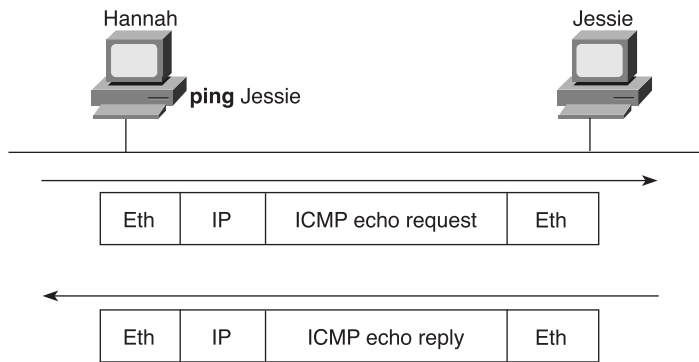 Hannah
Jessie
ping Jessie
Eth IP ICMP echo request Eth
Eth IP ICMP echo reply Eth